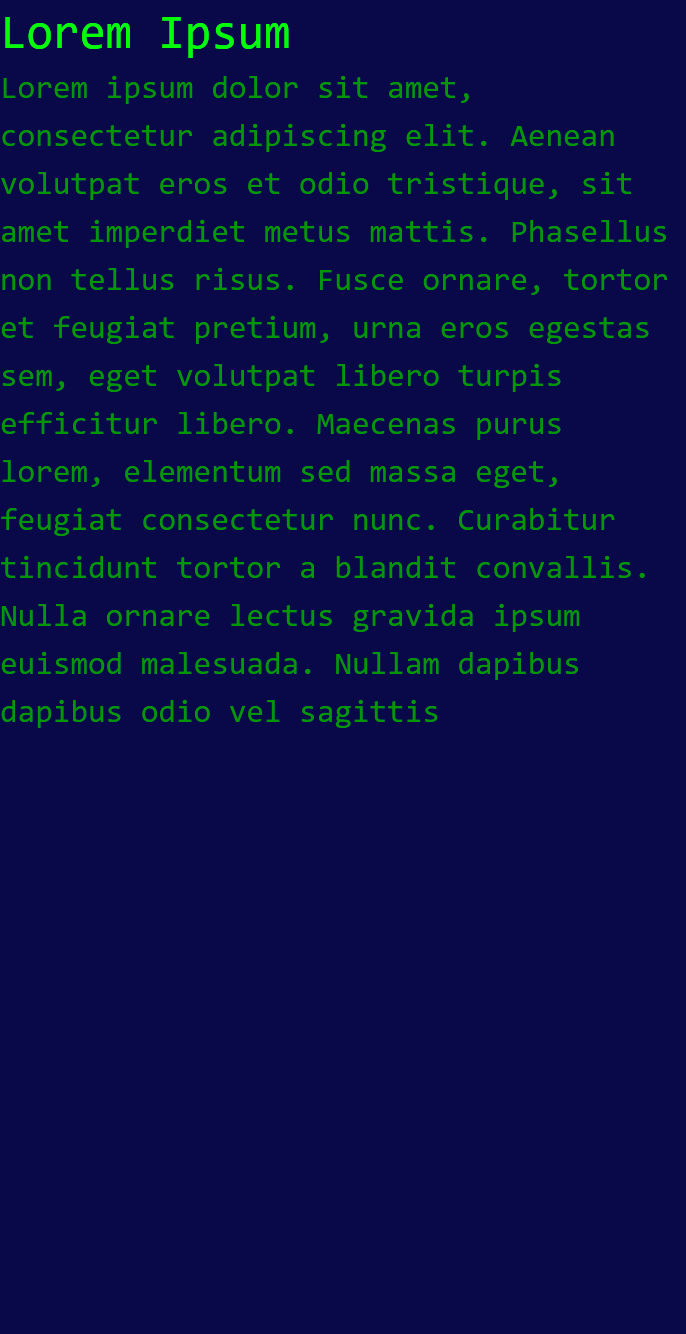 Lorem Ipsum
Lorem ipsum dolor sit amet,
consectetur adipiscing elit. Aenean
volutpat eros et odio tristique, sit
amet imperdiet metus mattis. Phasellus
non tellus risus. Fusce ornare, tortor
et feugiat pretium, urna eros egestas
sem, eget volutpat libero turpis
efficitur libero. Maecenas purus
lorem, elementum sed massa eget,
feugiat consectetur nunc. Curabitur
tincidunt tortor a blandit convallis.
Nulla ornare lectus gravida ipsum
euismod malesuada. Nullam dapibus
dapibus odio vel sagittis